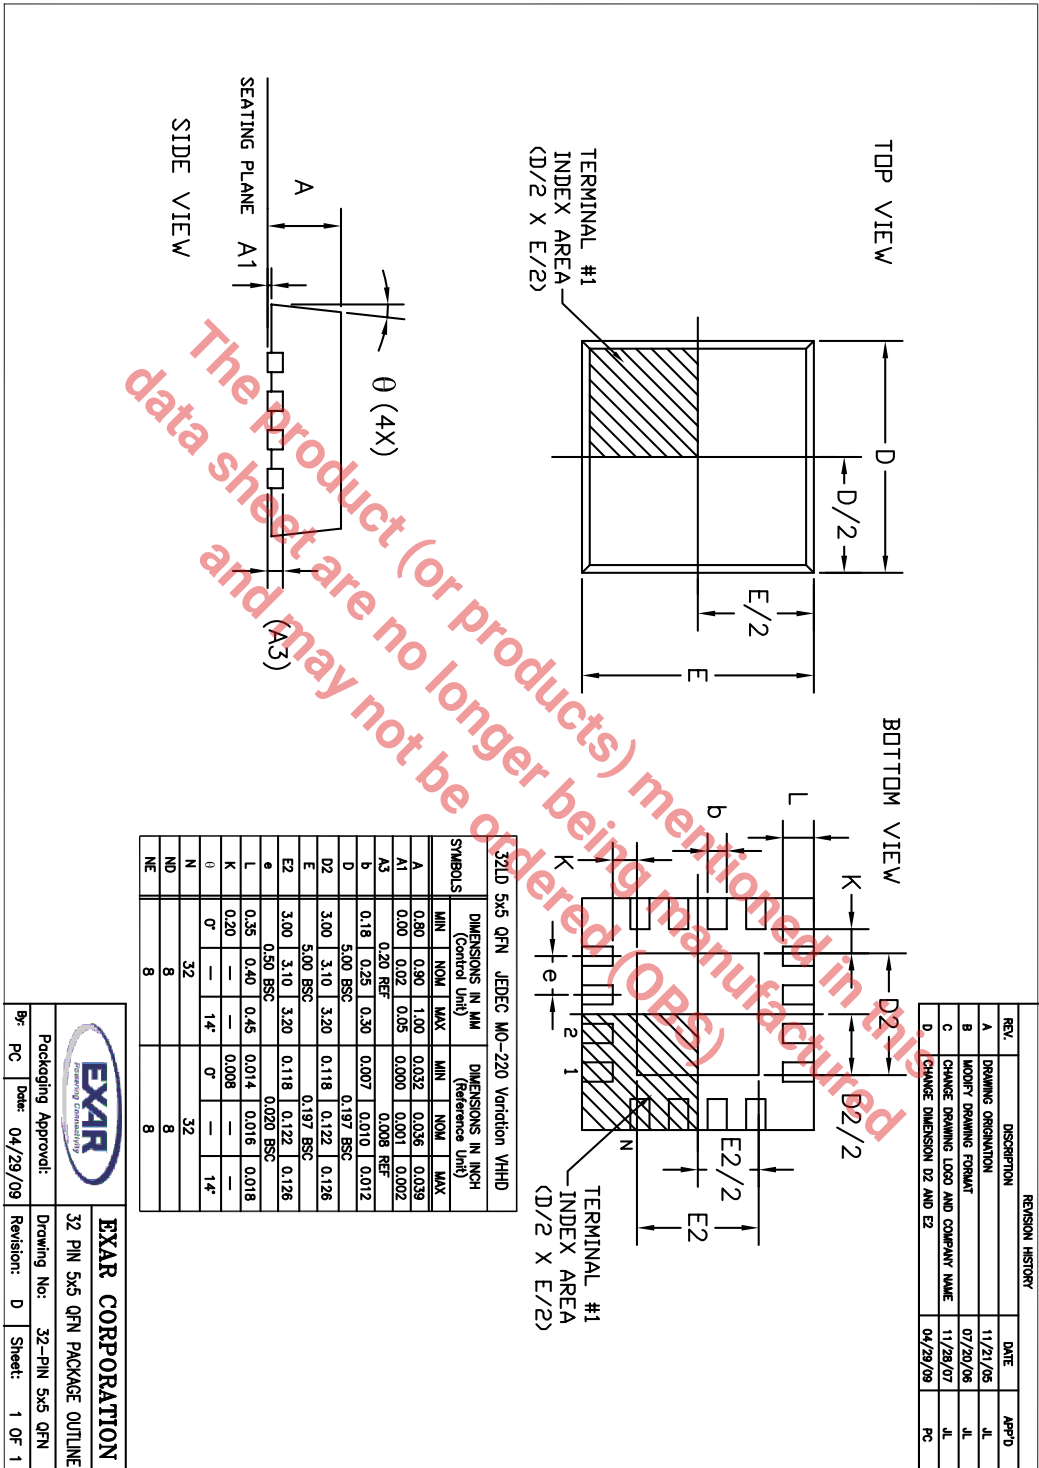 REVISION HISTORY
REV. DISCRIPTION DATE APP'D
A DRAWING ORIGINATION 11/21/05 JL
B MODIFY DRAWING FORMAT 07/20/06 JL
C CHANGE DRAWING LOGO AND COMPANY NAME 11/28/07 JL
D CHANGE DIMENSION D2 AND E2 04/29/09 PC
TOP VIEW
D
D/2
E/2
E
TERMINAL #1
INDEX AREA
(D/2 X E/2)
BOTTOM VIEW
L
b
K
K
e
D2
D2/2
E2/2
E2
2
1
N
TERMINAL #1
INDEX AREA
(D/2 X E/2)
SEATING PLANE
A
A1
θ (4X)
(A3)
SIDE VIEW
The product (or products) mentioned in this
data sheet are no longer being manufactured
and may not be ordered (OBS)
32LD 5x5 QFN JEDEC MO-220 Variation VHHD
SYMBOLS DIMENSIONS IN MM (Control Unit) DIMENSIONS IN INCH (Reference Unit)
MIN NOM MAX MIN NOM MAX
A 0.80 0.90 1.00 0.032 0.036 0.039
A1 0.00 0.02 0.05 0.000 0.001 0.002
A3 0.20 REF 0.008 REF
b 0.18 0.25 0.30 0.007 0.010 0.012
D 5.00 BSC 0.197 BSC
D2 3.00 3.10 3.20 0.118 0.122 0.126
E 5.00 BSC 0.197 BSC
E2 3.00 3.10 3.20 0.118 0.122 0.126
e 0.50 BSC 0.020 BSC
L 0.35 0.40 0.45 0.014 0.016 0.018
K 0.20 — — 0.008 — —
θ 0° — 14° 0° — 14°
N 32 32
ND 8 8
NE 8 8
EXAR
Powering Connectivity
EXAR CORPORATION
32 PIN 5x5 QFN PACKAGE OUTLINE
Packaging Approval:
Drawing No: 32-PIN 5x5 QFN
By: PC Date: 04/29/09 Revision: D Sheet: 1 OF 1